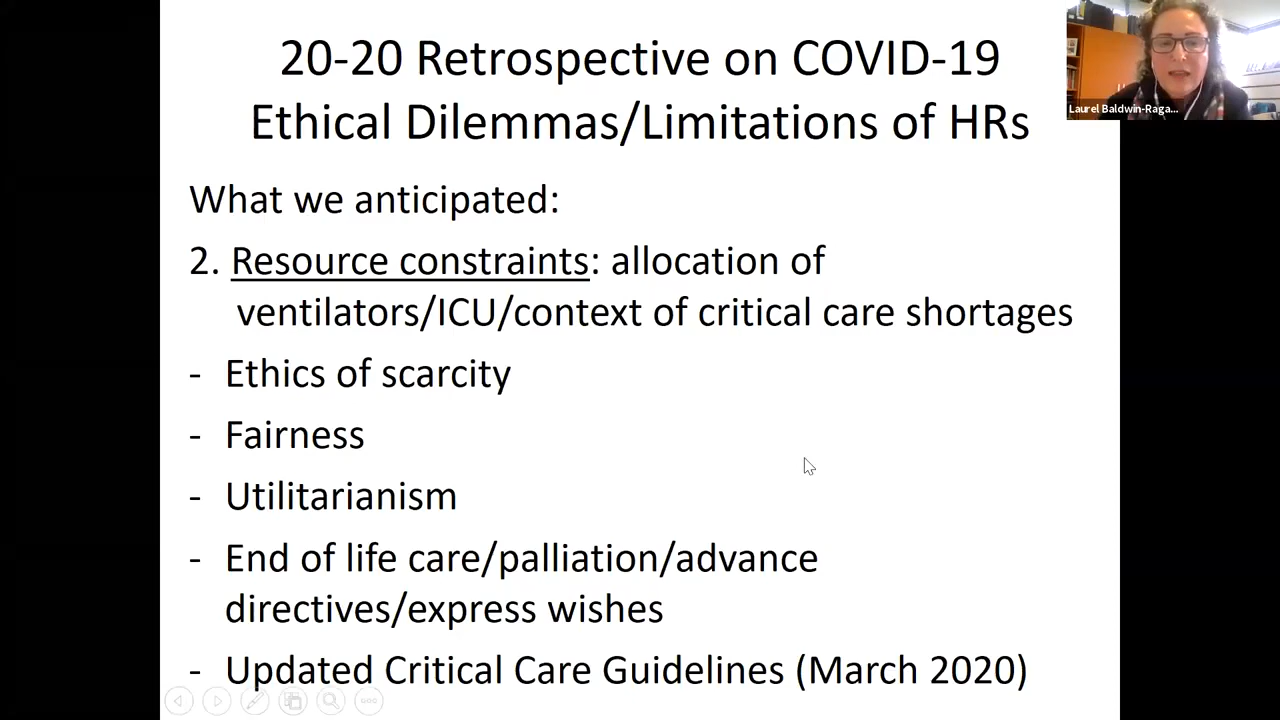 20-20 Retrospective on COVID-19
Ethical Dilemmas/Limitations of HRs
Laurel Baldwin-Raga...
What we anticipated:
2. Resource constraints: allocation of
ventilators/ICU/context of critical care shortages
- Ethics of scarcity
- Fairness
- Utilitarianism
- End of life care/palliation/advance
directives/express wishes
- Updated Critical Care Guidelines (March 2020)